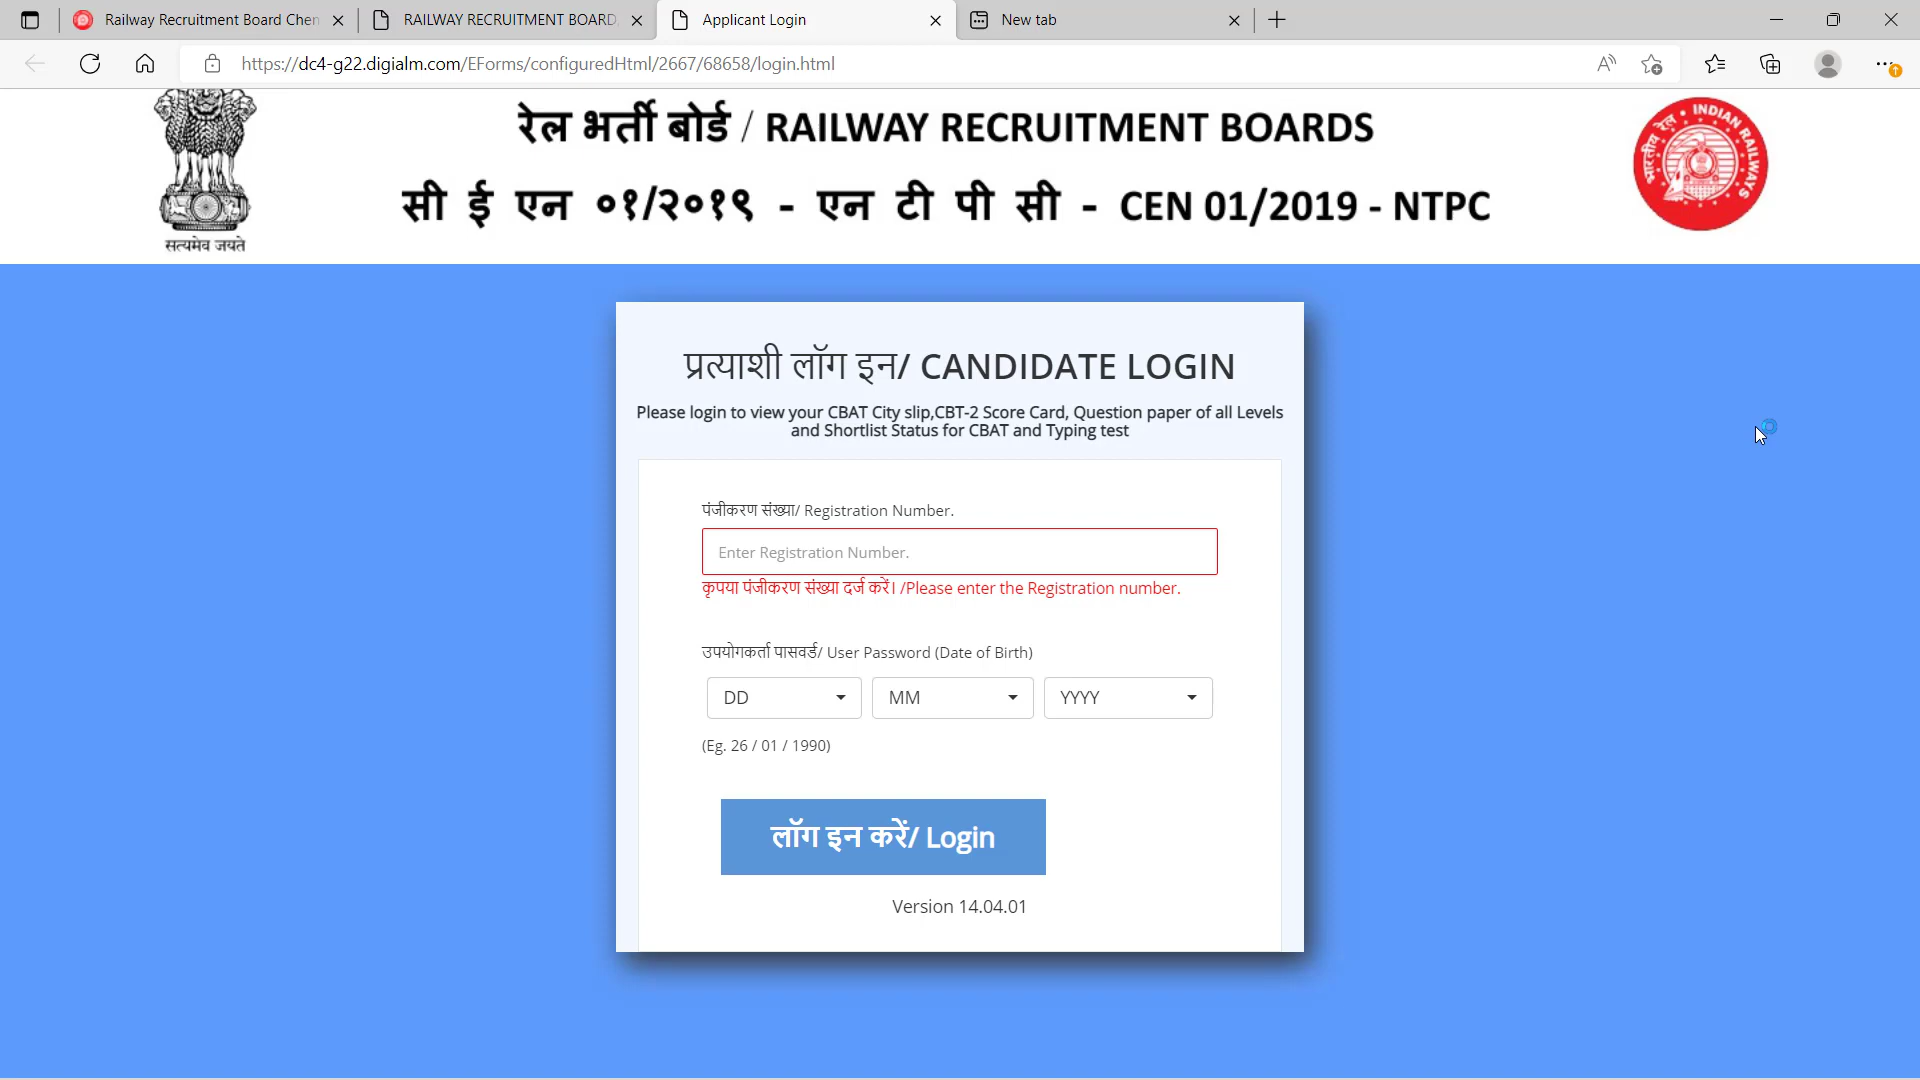 Railway Recruitment Board Chen
RAILWAY RECRUITMENT BOARD
Applicant Login
New tab
https://dc4-g22.digialm.com/EForms/configuredHtml/2667/68658/login.html
रेल भर्ती बोर्ड / RAILWAY RECRUITMENT BOARDS
सी ई एन ०१/२०१९ - एन टी पी सी - CEN 01/2019 - NTPC
सत्यमेव जयते
INDIAN RAILWAYS
भारतीय रेल
प्रत्याशी लॉग इन/ CANDIDATE LOGIN
Please login to view your CBAT City slip,CBT-2 Score Card, Question paper of all Levels
and Shortlist Status for CBAT and Typing test
पंजीकरण संख्या/ Registration Number.
Enter Registration Number.
कृपया पंजीकरण संख्या दर्ज करें। /Please enter the Registration number.
उपयोगकर्ता पासवर्ड/ User Password (Date of Birth)
DD MM YYYY
(Eg. 26 / 01 / 1990)
लॉग इन करें/ Login
Version 14.04.01